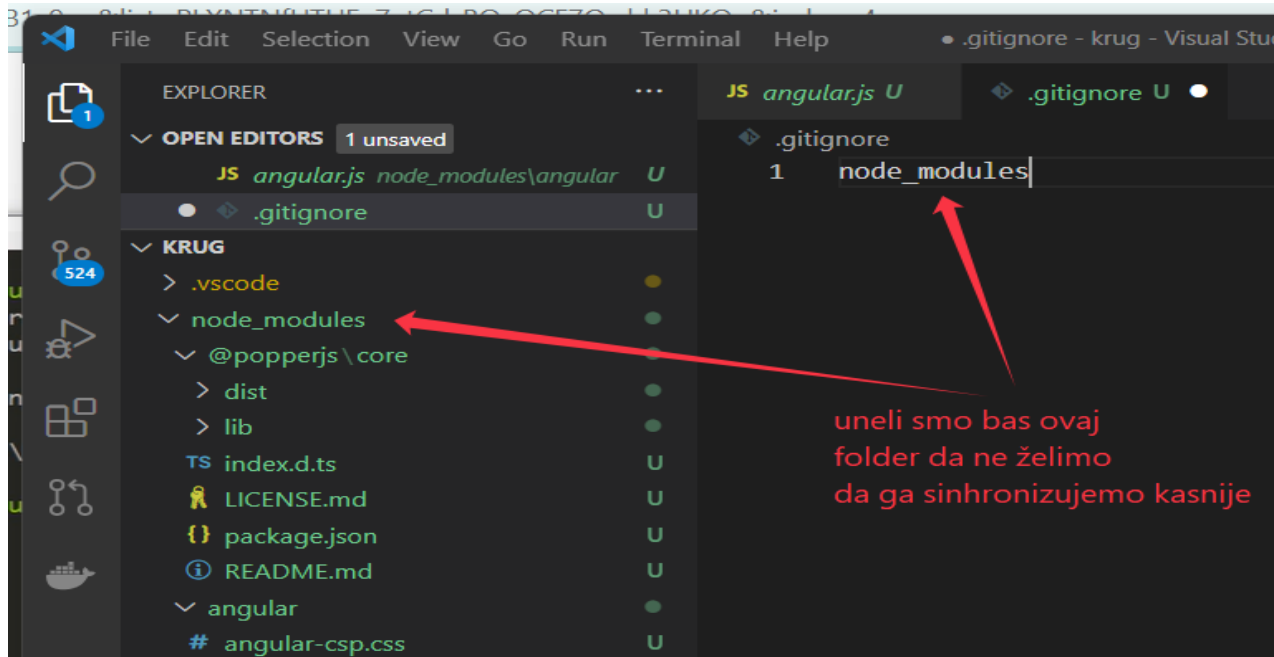 File Edit Selection View Go Run Terminal Help ● .gitignore - krug - Visual
EXPLORER ···
JS angular.js U .gitignore U ●
1
OPEN EDITORS 1 unsaved
.gitignore
JS angular.js node_modules\angular U
1 node_modules
● .gitignore U
KRUG
524
> .vscode
node_modules
@popperjs\core
> dist
> lib
TS index.d.ts U
LICENSE.md U
{} package.json U
README.md U
angular
# angular-csp.css U
uneli smo bas ovaj
folder da ne želimo
da ga sinhronizujemo kasnije